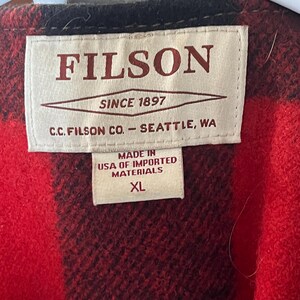 FILSON
SINCE 1897
C.C. FILSON CO. – SEATTLE, WA
MADE IN
USA OF IMPORTED
MATERIALS
XL